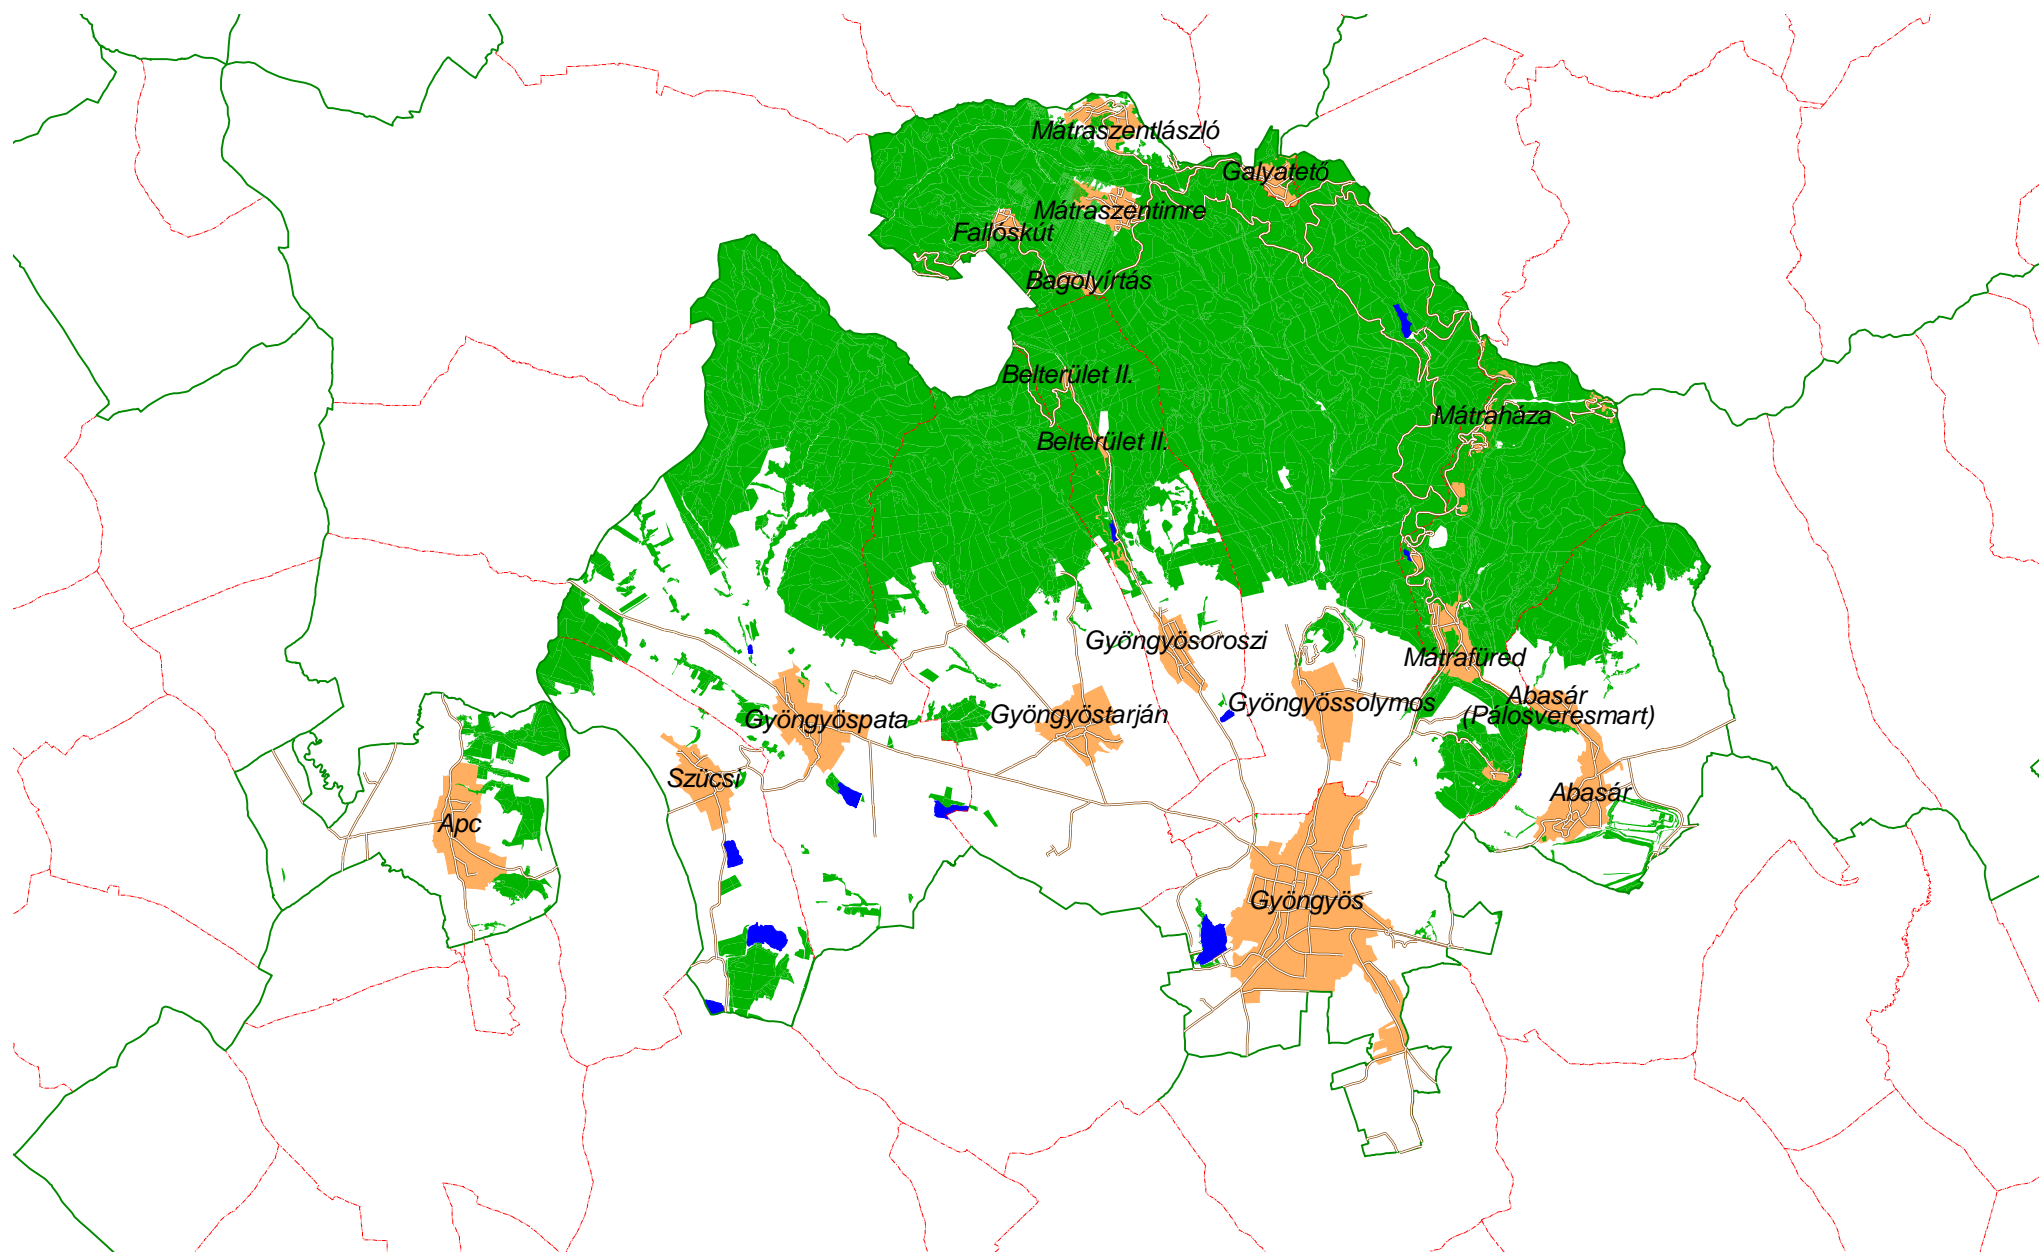 Mátraszentlászló
Galyatető
Mátraszentimre
Fallóskút
Bagolyírtás
Belterület II.
Mátraháza
Belterület II.
Gyöngyösoroszi
Mátrafüred
Abasár
(Pálosveresmart)
Gyöngyössolymos
Gyöngyöstarján
Gyöngyöspata
Szücsi
Abasár
Apc
Gyöngyös